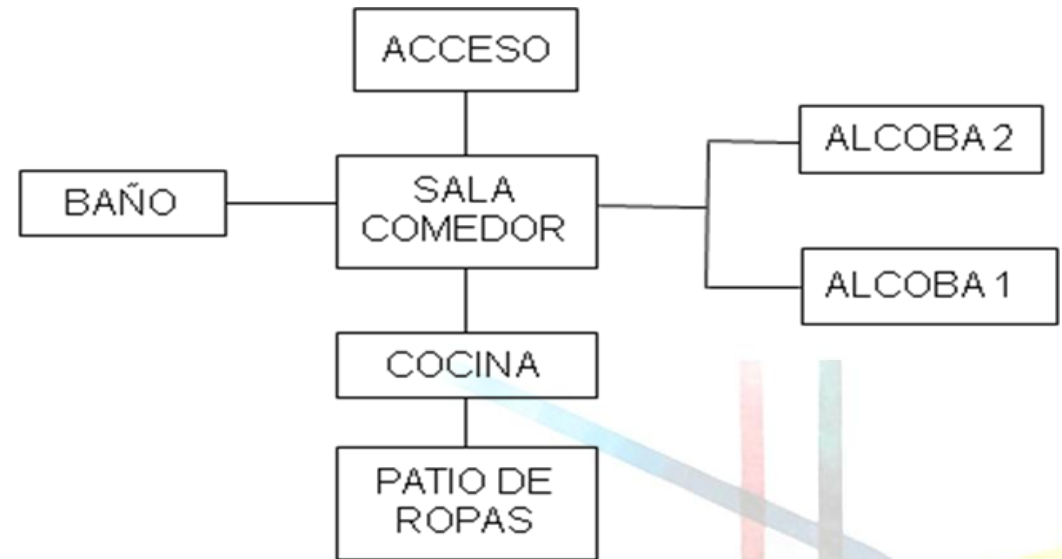 ACCESO
BAÑO
SALA
COMEDOR
ALCOBA 2
ALCOBA 1
COCINA
PATIO DE
ROPAS